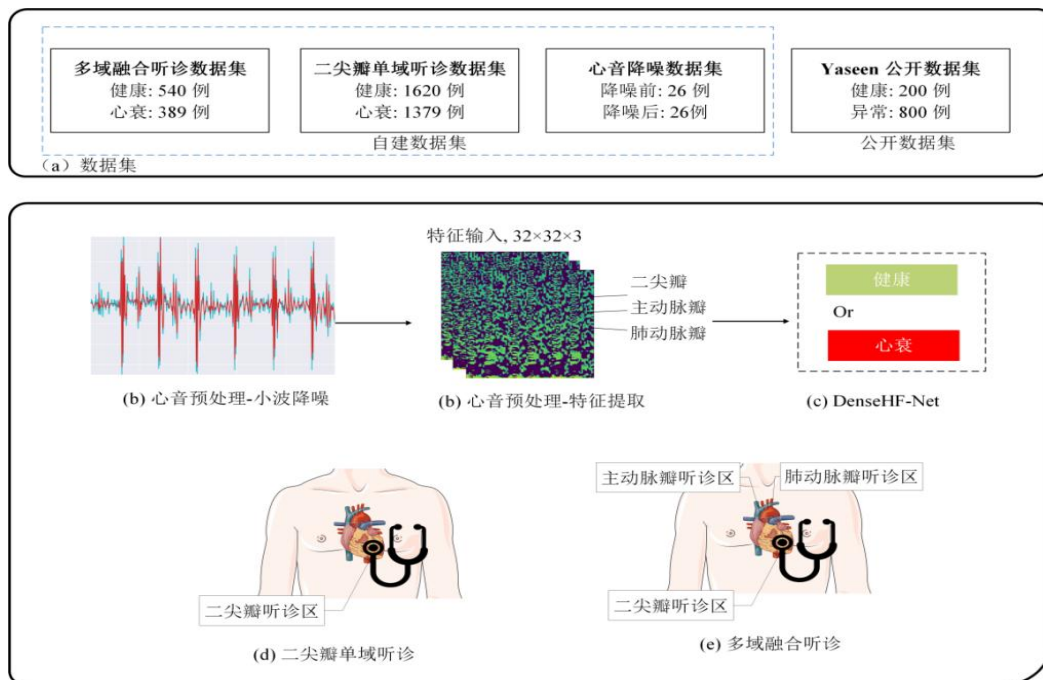 多域融合听诊数据集
健康: 540 例
心衰: 389 例
二尖瓣单域听诊数据集
健康: 1620 例
心衰: 1379 例
心音降噪数据集
降噪前: 26 例
降噪后: 26例
Yaseen 公开数据集
健康: 200 例
异常: 800 例
自建数据集
公开数据集
（a）数据集
特征输入, 32×32×3
二尖瓣
主动脉瓣
肺动脉瓣
健康
Or
心衰
(b) 心音预处理-小波降噪
(b) 心音预处理-特征提取
(c) DenseHF-Net
二尖瓣听诊区
(d) 二尖瓣单域听诊
主动脉瓣听诊区
肺动脉瓣听诊区
二尖瓣听诊区
(e) 多域融合听诊